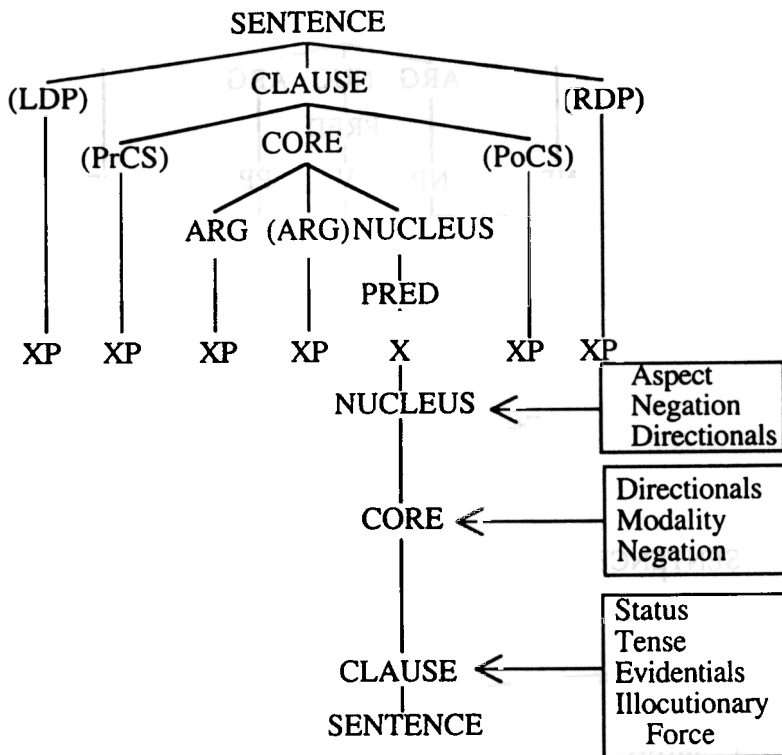 SENTENCE
(LDP) CLAUSE (RDP)
(PrCS) CORE (PoCS)
ARG (ARG) NUCLEUS
PRED
XP XP XP XP X XP XP
NUCLEUS
Aspect
Negation
Directionals
CORE
Directionals
Modality
Negation
CLAUSE
Status
Tense
Evidentials
Illocutionary
Force
SENTENCE